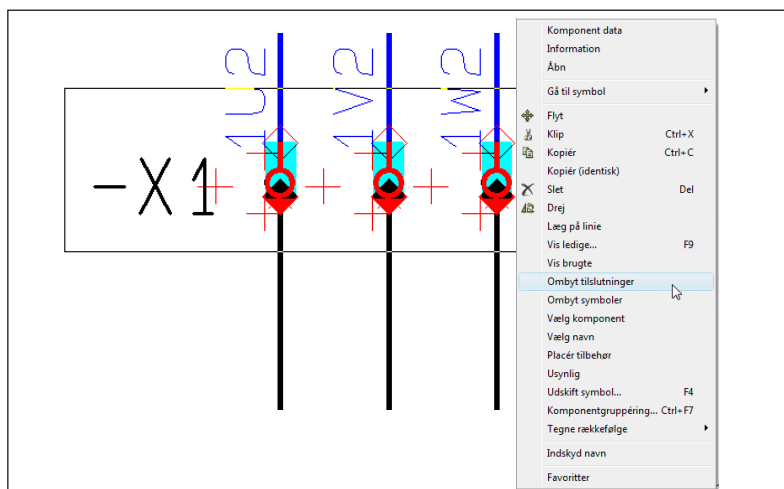 1U2
1V2
1W2
-X1
Komponent data
Information
Åbn
Gå til symbol
Flyt
Klip Ctrl+X
Kopiér Ctrl+C
Kopiér (identisk)
Slet Del
Drej
Læg på linie
Vis ledige... F9
Vis brugte
Ombyt tilslutninger
Ombyt symboler
Vælg komponent
Vælg navn
Placér tilbehør
Usynlig
Udskift symbol... F4
Komponentgruppéring... Ctrl+F7
Tegne rækkefølge
Indskyd navn
Favoritter